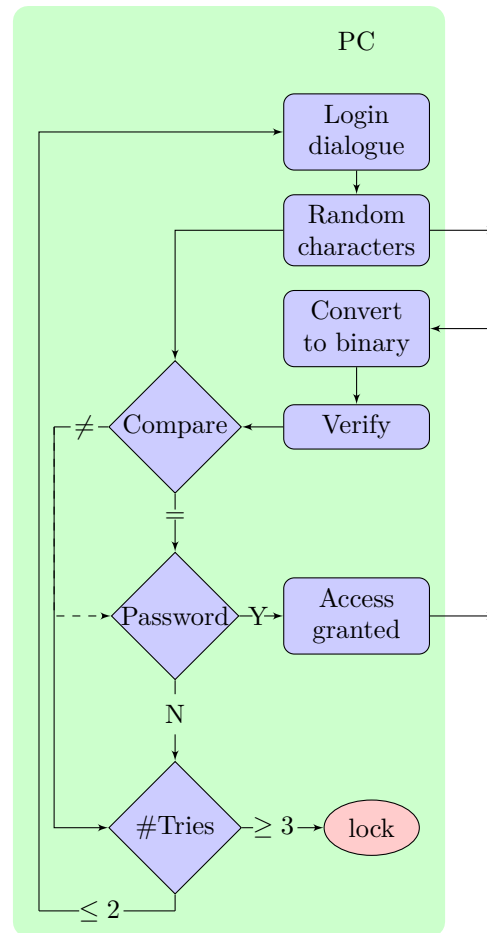 PC
Login
dialogue
Random
characters
Convert
to binary
Compare
Verify
≠
=
Password
Y
Access
granted
N
#Tries
≥ 3
lock
≤ 2